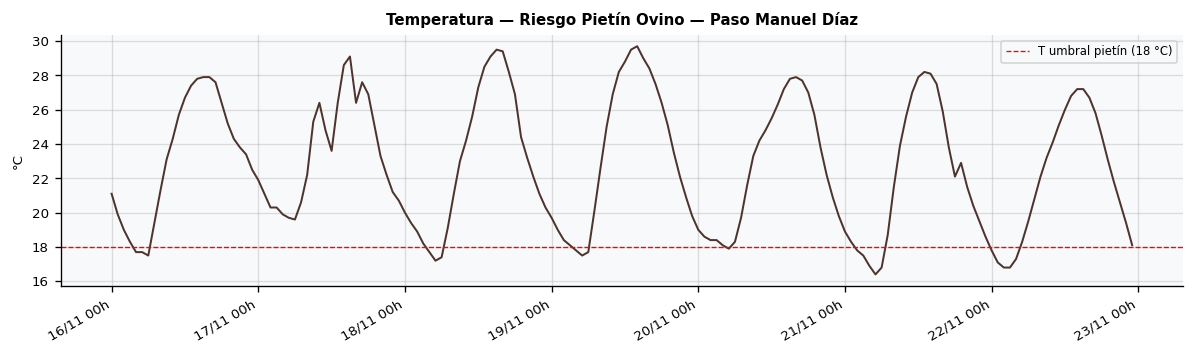 Temperatura — Riesgo Pietín Ovino — Paso Manuel Díaz
T umbral pietín (18 °C)
°C
30
28
26
24
22
20
18
16
16/11 00h
17/11 00h
18/11 00h
19/11 00h
20/11 00h
21/11 00h
22/11 00h
23/11 00h